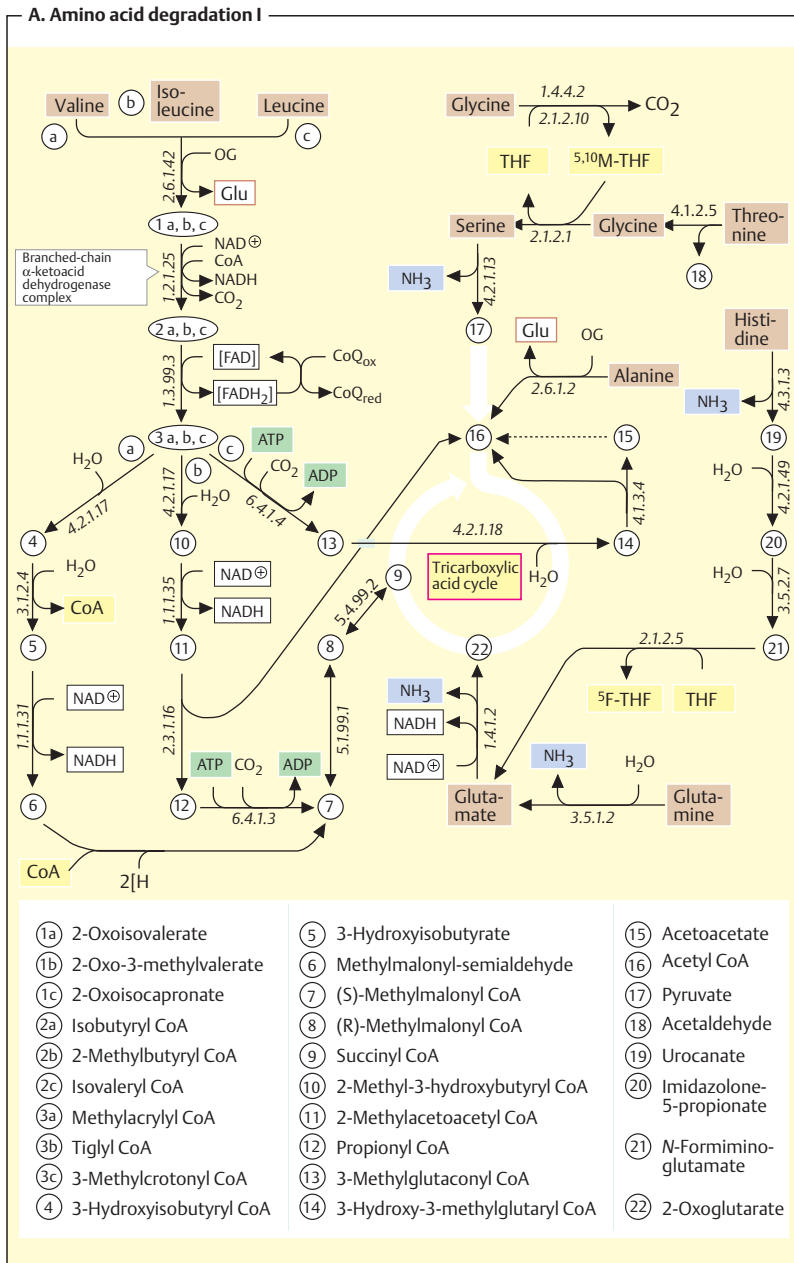 A. Amino acid degradation I
Valine
b
Iso-
leucine
Leucine
a
c
2.6.1.42
OG
Glu
1 a, b, c
Branched-chain
α-ketoacid
dehydrogenase
complex
1.2.1.25
NAD⊕
CoA
NADH
CO₂
2 a, b, c
1.3.99.3
[FAD]
[FADH₂]
CoQox
CoQred
3 a, b, c
a
b
c
H₂O
4.2.1.17
4.2.1.17
H₂O
ATP
CO₂
ADP
6.4.1.4
4
10
13
3.1.2.4
H₂O
CoA
1.1.1.35
NAD⊕
NADH
5
11
8
9
5.4.99.2
1.1.1.31
NAD⊕
NADH
2.3.1.16
5.1.99.1
ATP
CO₂
ADP
6
12
6.4.1.3
7
CoA
2[H
Glycine
1.4.4.2
2.1.2.10
CO₂
THF
5,10M-THF
Serine
2.1.2.1
Glycine
4.1.2.5
Threo-
nine
18
NH₃
4.2.1.13
17
Glu
OG
2.6.1.2
Alanine
Histi-
dine
NH₃
4.3.1.3
16
15
19
4.1.3.4
H₂O
4.2.1.49
4.2.1.18
H₂O
14
20
Tricarboxylic
acid cycle
H₂O
3.5.2.7
22
2.1.2.5
21
5F-THF
THF
NH₃
NADH
NAD⊕
1.4.1.2
NH₃
H₂O
Gluta-
mate
3.5.1.2
Gluta-
mine
1a 2-Oxoisovalerate
1b 2-Oxo-3-methylvalerate
1c 2-Oxoisocapronate
2a Isobutyryl CoA
2b 2-Methylbutyryl CoA
2c Isovaleryl CoA
3a Methylacrylyl CoA
3b Tiglyl CoA
3c 3-Methylcrotonyl CoA
4 3-Hydroxyisobutyryl CoA
5 3-Hydroxyisobutyrate
6 Methylmalonyl-semialdehyde
7 (S)-Methylmalonyl CoA
8 (R)-Methylmalonyl CoA
9 Succinyl CoA
10 2-Methyl-3-hydroxybutyryl CoA
11 2-Methylacetoacetyl CoA
12 Propionyl CoA
13 3-Methylglutaconyl CoA
14 3-Hydroxy-3-methylglutaryl CoA
15 Acetoacetate
16 Acetyl CoA
17 Pyruvate
18 Acetaldehyde
19 Urocanate
20 Imidazolone-
5-propionate
21 N-Formimino-
glutamate
22 2-Oxoglutarate